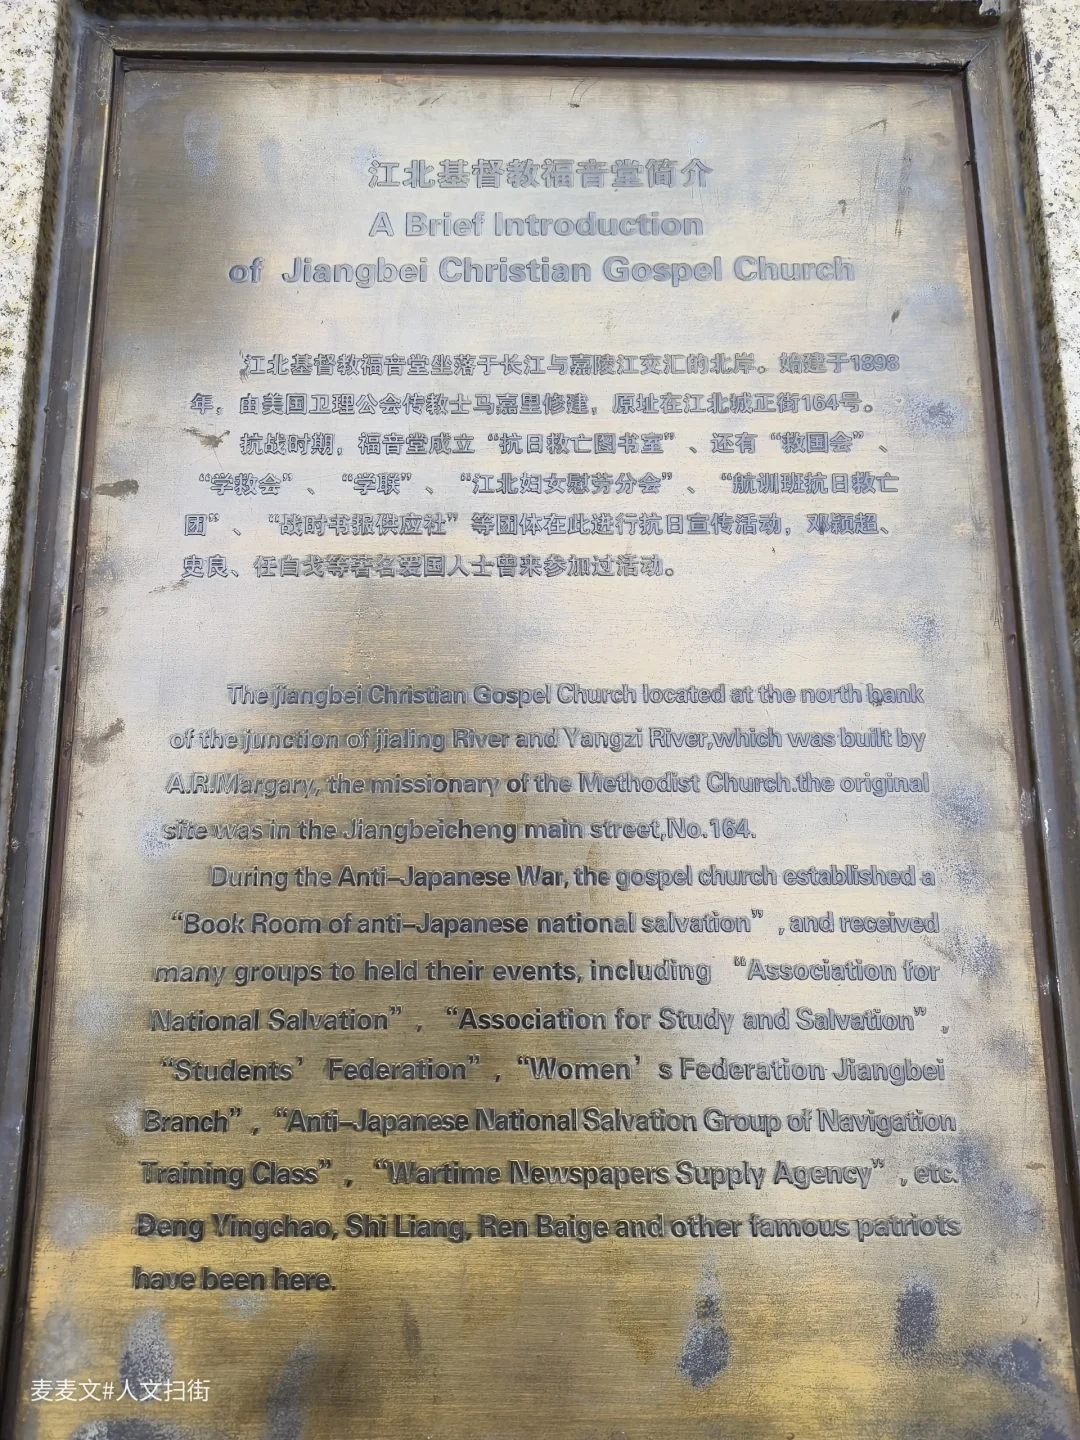 江北基督教福音堂简介
A Brief Introduction
of Jiangbei Christian Gospel Church
江北基督教福音堂坐落于长江与嘉陵江交汇的北岸。始建于1898
年，由美国卫理公会传教士马嘉里修建，原址在江北城正街164号。
抗战时期，福音堂成立“抗日救亡图书室”、还有“救国会”、
“学救会”、“学联”、“江北妇女慰劳分会”、“航训班抗日救亡
团”、“战时书报供应社”等团体在此进行抗日宣传活动，邓颖超、
史良、任白戈等著名爱国人士曾来参加过活动。
The jiangbei Christian Gospel Church located at the north bank
of the junction of jialing River and Yangzi River,which was built by
A.R.Margary, the missionary of the Methodist Church.the original
site was in the Jiangbeicheng main street,No.164.
During the Anti–Japanese War, the gospel church established a
“Book Room of anti–Japanese national salvation” , and received
many groups to held their events, including “Association for
National Salvation” , “Association for Study and Salvation” ,
“Students’ Federation” , “Women’ s Federation Jiangbei
Branch” , “Anti–Japanese National Salvation Group of Navigation
Training Class” , “Wartime Newspapers Supply Agency” , etc.
Deng Yingchao, Shi Liang, Ren Baige and other famous patriots
have been here.
麦麦文#人文扫街